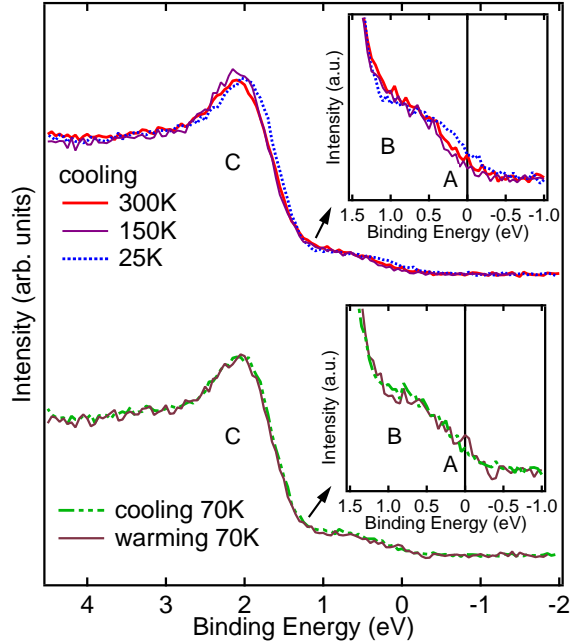 Intensity (arb. units)
C
cooling
300K
150K
25K
Intensity (a.u.)
B
A
1.5 1.0 0.5 0 -0.5 -1.0
Binding Energy (eV)
C
cooling 70K
warming 70K
Intensity (a.u.)
B
A
1.5 1.0 0.5 0 -0.5 -1.0
Binding Energy (eV)
4 3 2 1 0 -1 -2
Binding Energy (eV)